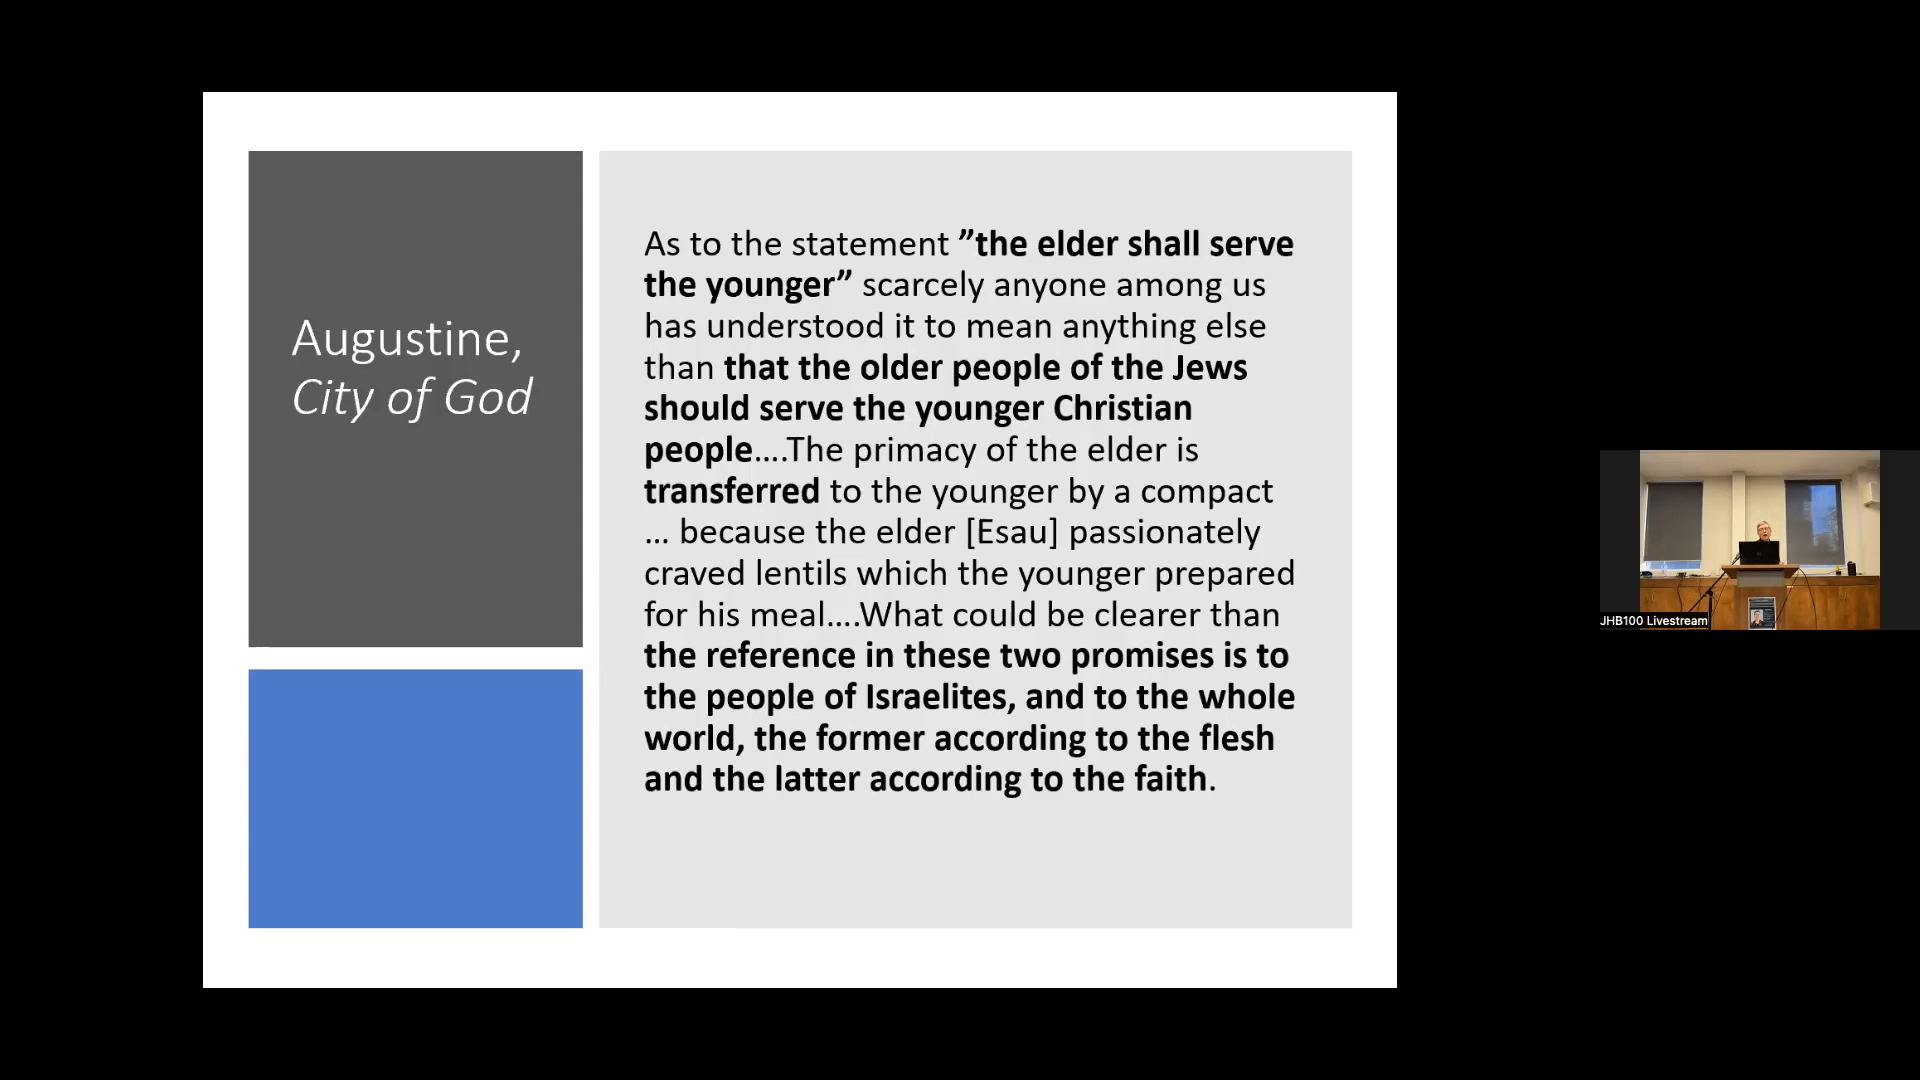 Augustine,
City of God
As to the statement ”the elder shall serve
the younger” scarcely anyone among us
has understood it to mean anything else
than that the older people of the Jews
should serve the younger Christian
people….The primacy of the elder is
transferred to the younger by a compact
… because the elder [Esau] passionately
craved lentils which the younger prepared
for his meal….What could be clearer than
the reference in these two promises is to
the people of Israelites, and to the whole
world, the former according to the flesh
and the latter according to the faith.
JHB100 Livestream